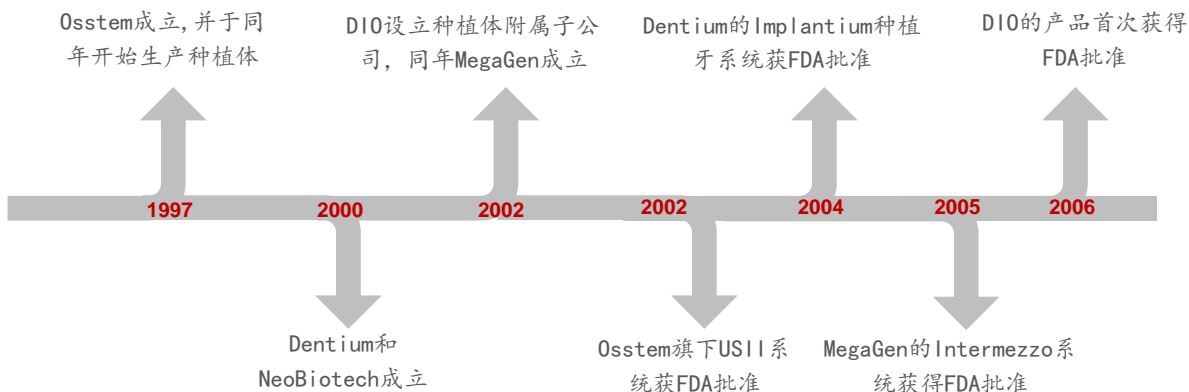 Osstem成立,并于同
年开始生产种植体
DIO设立种植体附属子公
司，同年MegaGen成立
Dentium的Implantium种植
牙系统获FDA批准
DIO的产品首次获得
FDA批准
1997
2000
2002
2002
2004
2005
2006
Dentium和
NeoBiotech成立
Osstem旗下USII系
统获FDA批准
MegaGen的Intermezzo系
统获得FDA批准